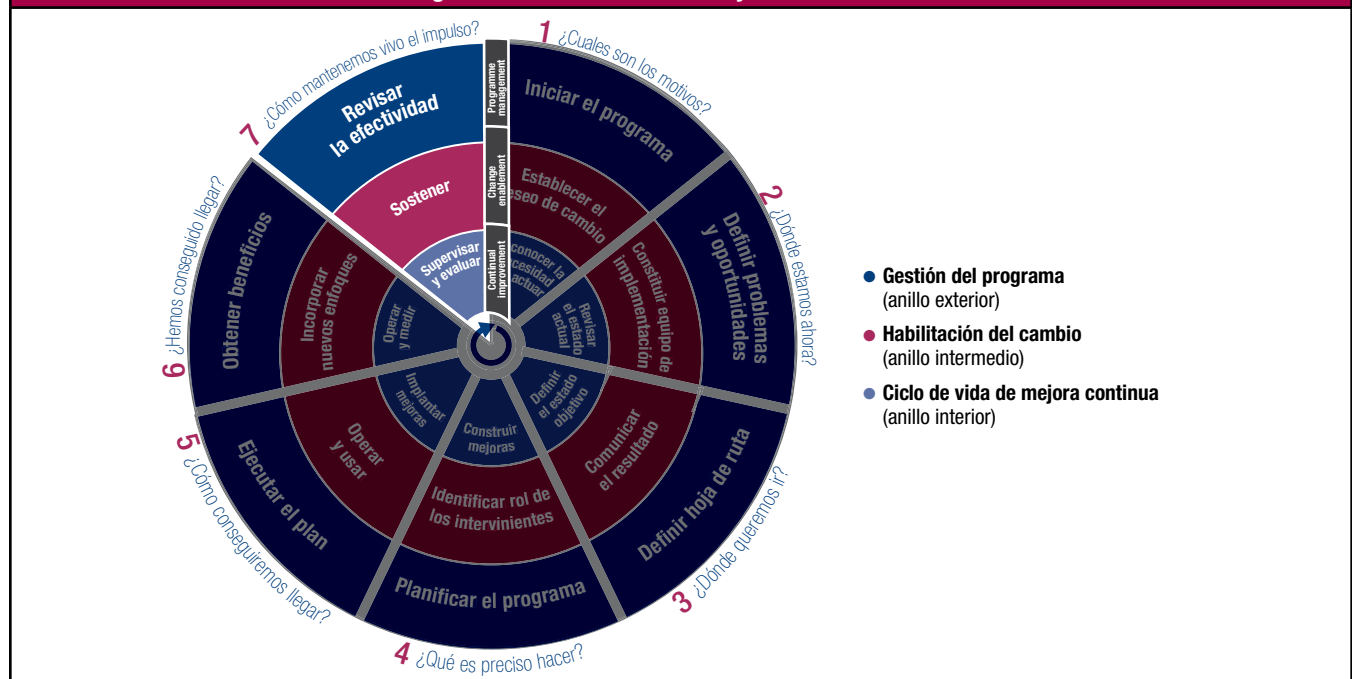 1 ¿Cuales son los motivos?
Iniciar el programa
Establecer el
eseo de cambio
conocer la
cesidad
actuar
2 ¿Dónde estamos ahora?
Definir problemas
y oportunidades
Constituir equipo de
implementación
Revisar
el estado
actual
3 ¿Dónde queremos ir?
Definir hoja de ruta
Comunicar
el resultado
Definir
el estado
objetivo
4 ¿Qué es preciso hacer?
Planificar el programa
Identificar rol de
los intervinientes
Construir
mejoras
5 ¿Cómo conseguiremos llegar?
Ejecutar el plan
Operar
y usar
Implantar
mejoras
6 ¿Hemos conseguido llegar?
Obtener beneficios
Incorporar
nuevos enfoques
Operar
y medir
7 ¿Cómo mantenemos vivo el impulso?
Revisar
la efectividad
Sostener
Supervisar
y evaluar
Programme
management
Change
enablement
Continual
improvement
Gestión del programa
(anillo exterior)
Habilitación del cambio
(anillo intermedio)
Ciclo de vida de mejora continua
(anillo interior)